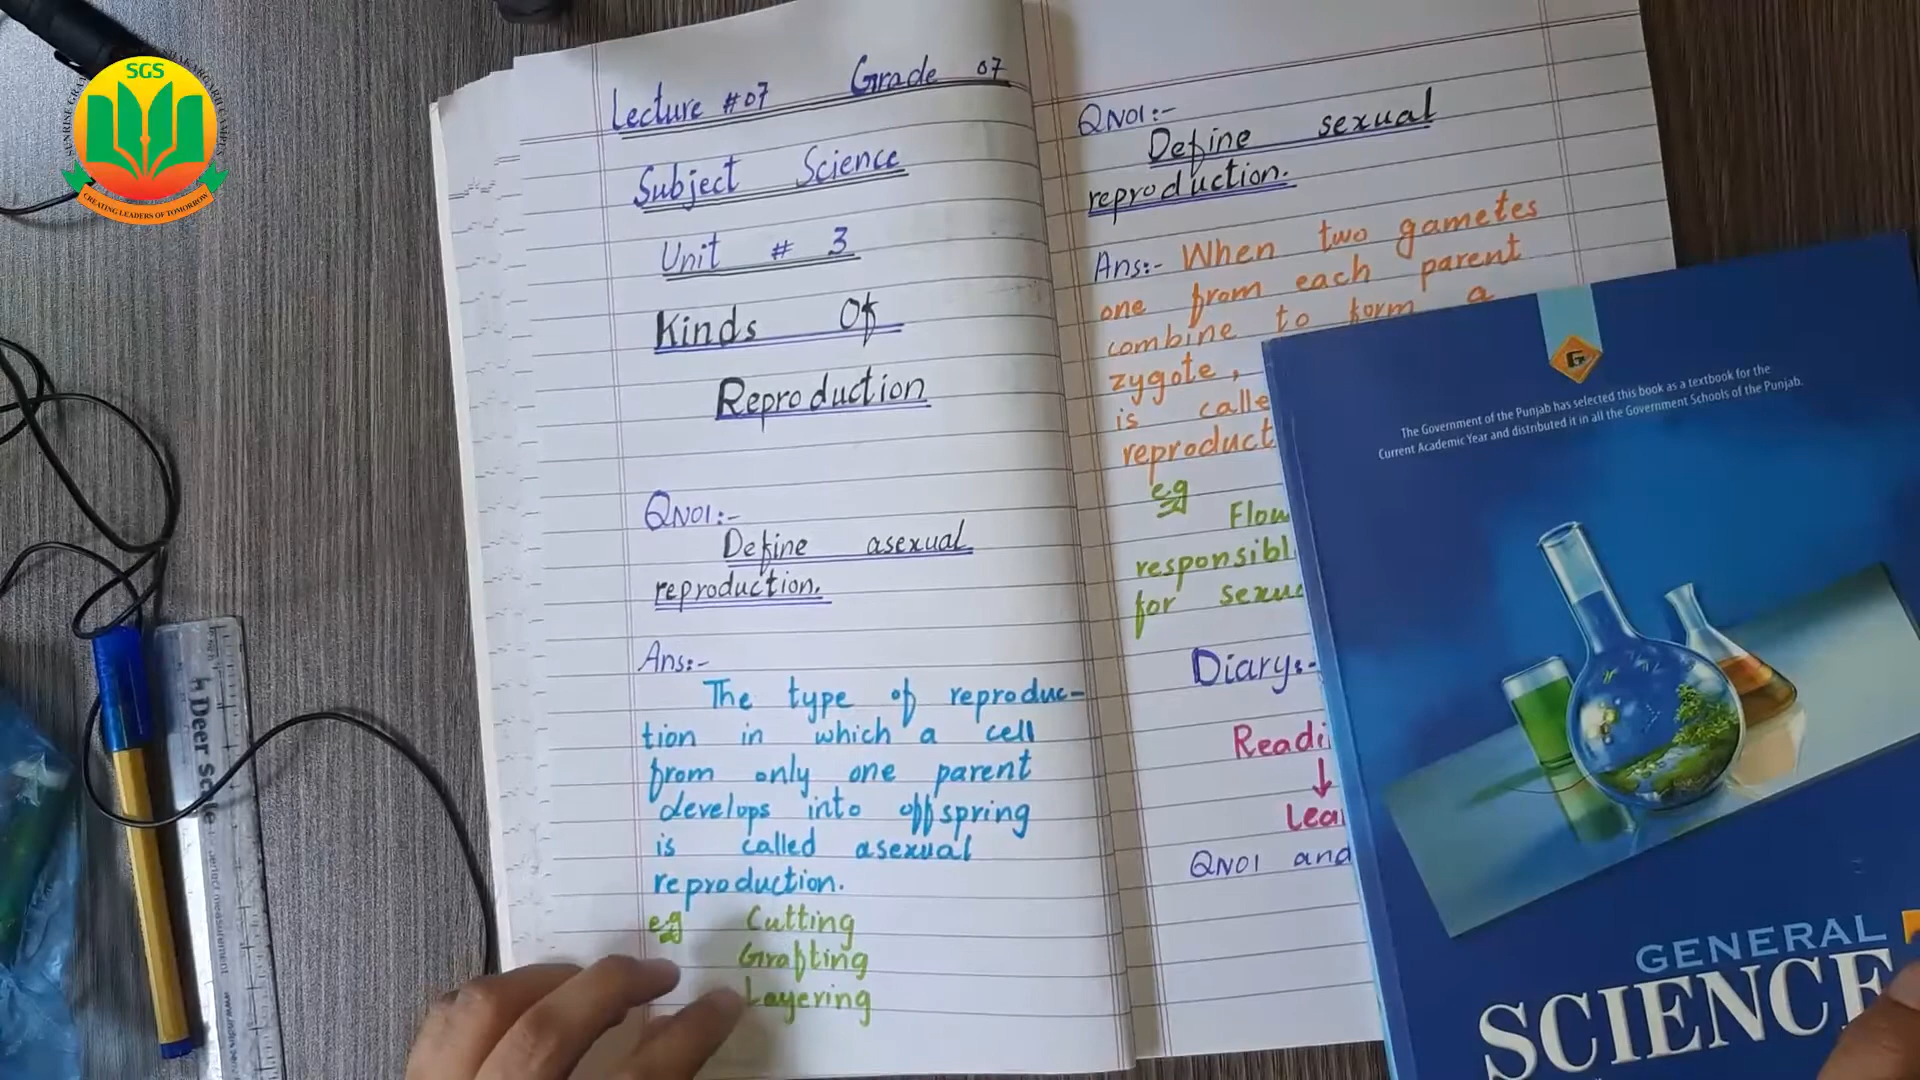 SGS
CREATING LEADERS OF TOMORROW
Lecture #07 Grade 07
Subject Science
Unit # 3
Kinds Of
Reproduction
QNO1:-
Define asexual
reproduction.
Ans:-
The type of reproduc-
tion in which a cell
from only one parent
develops into offspring
is called asexual
reproduction.
eg Cutting
Grafting
Layering
QNO1:-
Define sexual
reproduction.
Ans:- When two gametes
one from each parent
combine to form a
zygote,
is calle
reproduct
eg Flow
responsibl
for sexu
Diary:-
Readi
↓
Lear
QNO1 and
G
The Government of the Punjab has selected this book as a textbook for the
Current Academic Year and distributed it in all the Government Schools of the Punjab.
GENERAL
SCIENCE
Deer scale